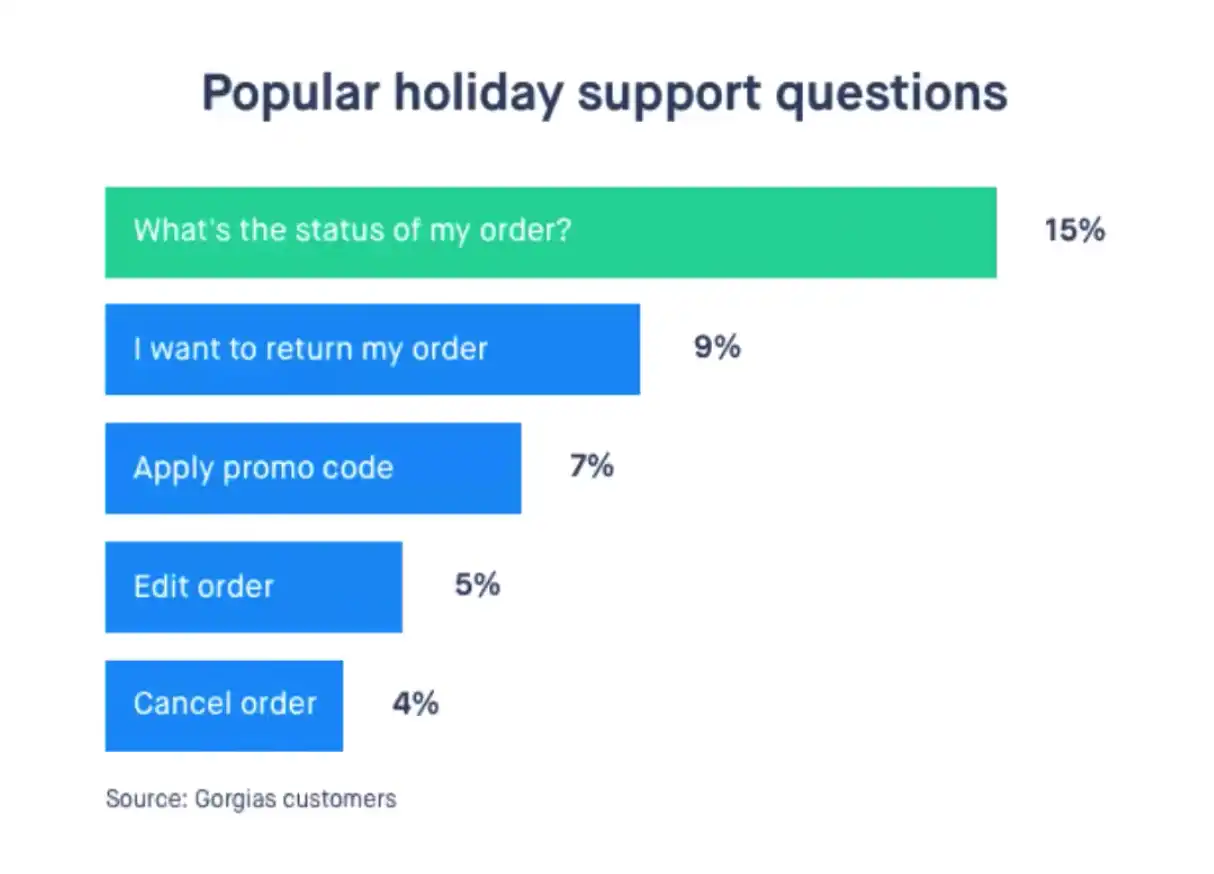 Popular holiday support questions
What's the status of my order? 15%
I want to return my order 9%
Apply promo code 7%
Edit order 5%
Cancel order 4%
Source: Gorgias customers